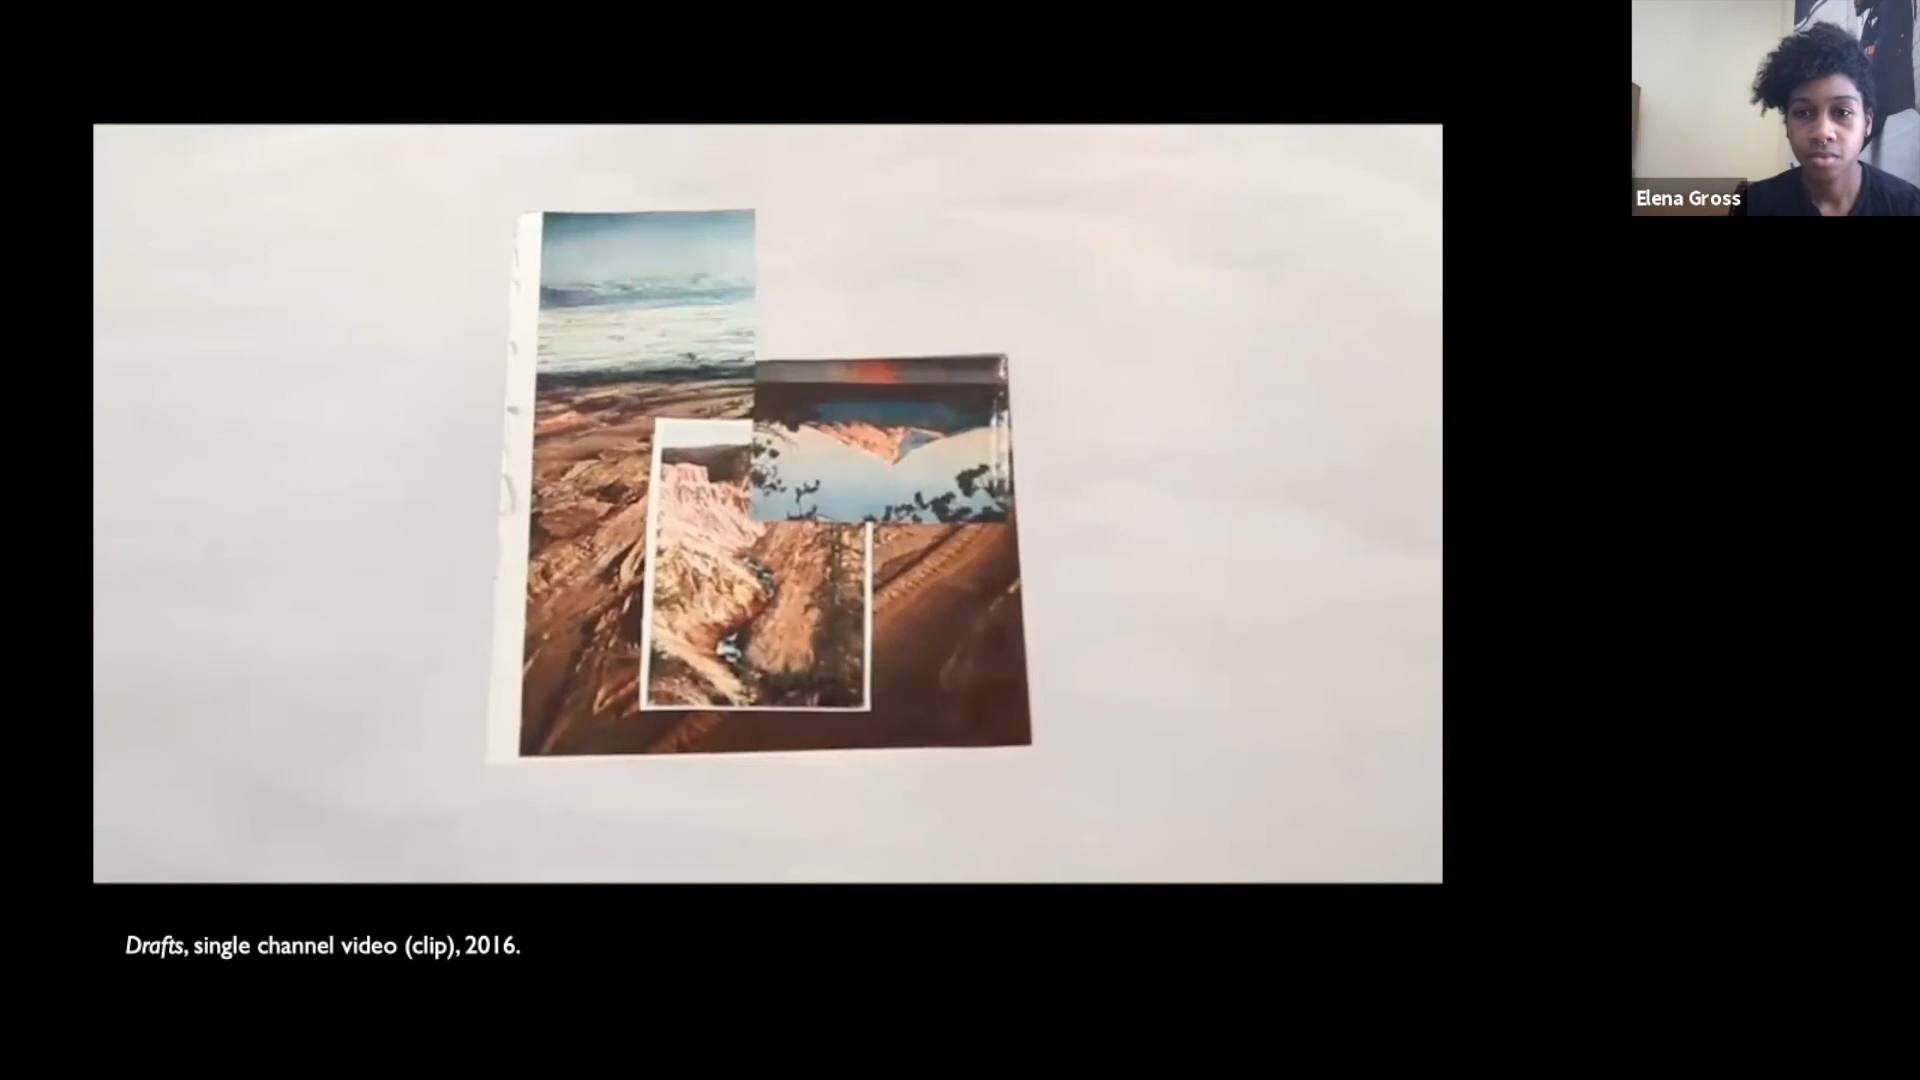 Elena Gross
Drafts, single channel video (clip), 2016.